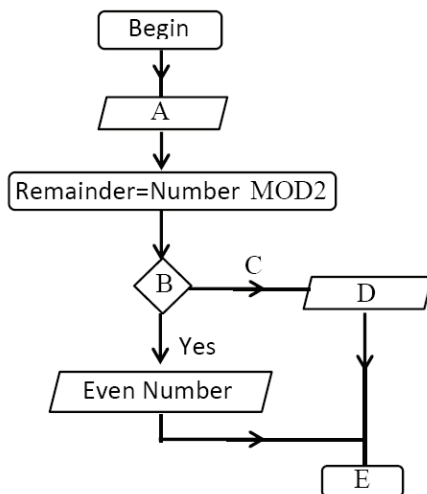 Begin
A
Remainder=Number MOD2
C
B
D
Yes
Even Number
E